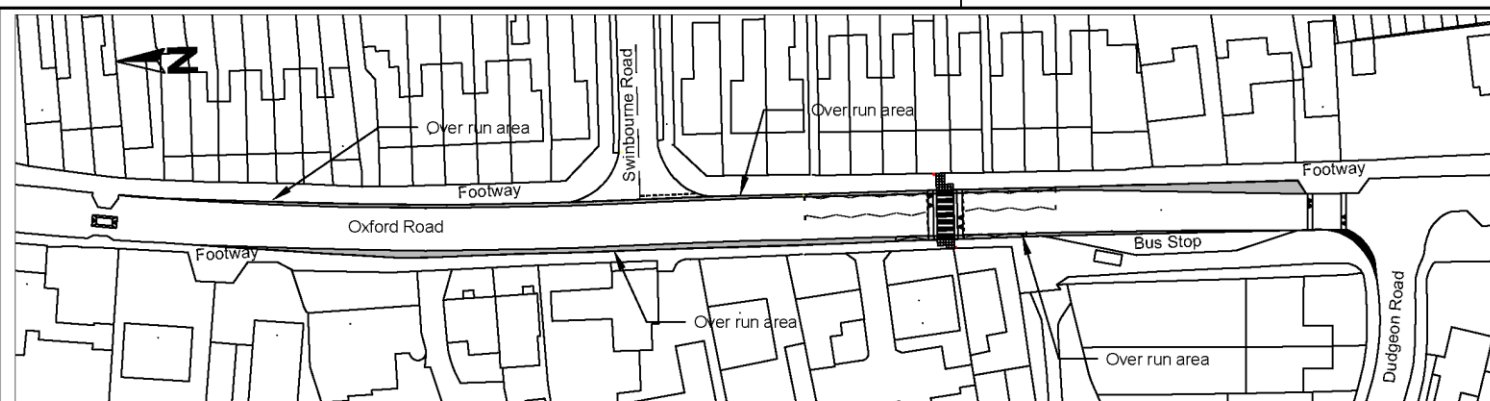 N
Swinbourne Road
Over run area
Over run area
Footway
Footway
Oxford Road
Footway
Bus Stop
Over run area
Over run area
Dudgeon Road